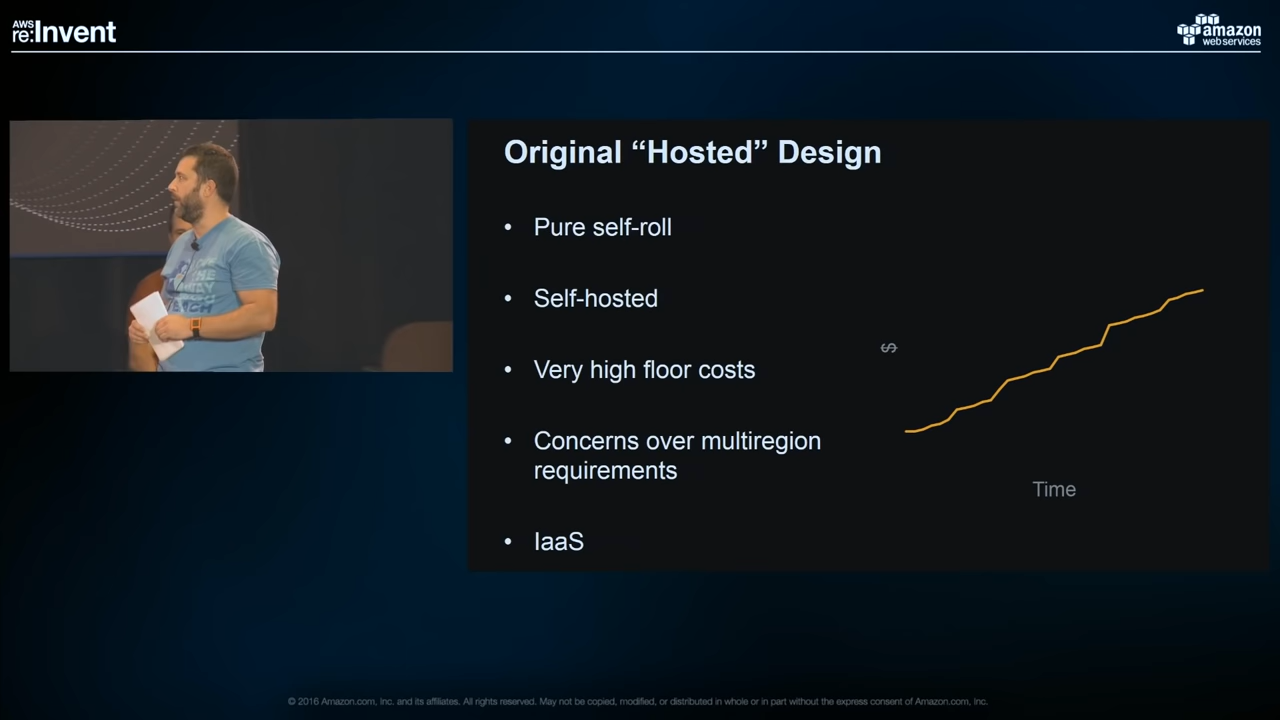 AWS
re:Invent
amazon
web services
Original “Hosted” Design
• Pure self-roll
• Self-hosted
• Very high floor costs
• Concerns over multiregion
requirements
• IaaS
$
Time
© 2016 Amazon.com, Inc. and its affiliates. All rights reserved. May not be copied, modified, or distributed in whole or in part without the express consent of Amazon.com, Inc.